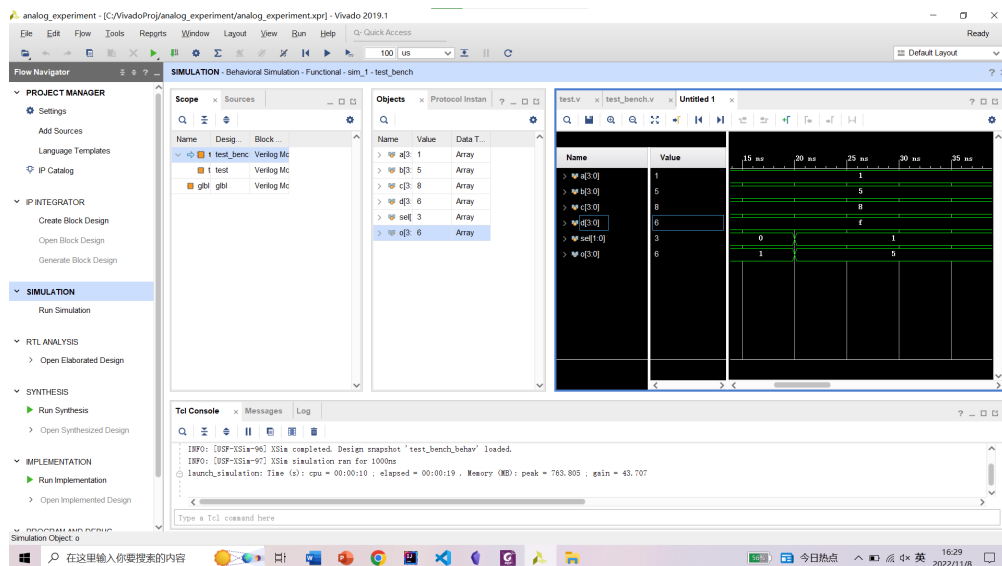 analog_experiment - [C:/VivadoProj/analog_experiment/analog_experiment.xpr] - Vivado 2019.1
File Edit Flow Tools Reports Window Layout View Run Help Q- Quick Access Ready
100 us Default Layout
Flow Navigator
SIMULATION - Behavioral Simulation - Functional - sim_1 - test_bench
PROJECT MANAGER
Settings
Add Sources
Language Templates
IP Catalog
IP INTEGRATOR
Create Block Design
Open Block Design
Generate Block Design
SIMULATION
Run Simulation
RTL ANALYSIS
Open Elaborated Design
SYNTHESIS
Run Synthesis
Open Synthesized Design
IMPLEMENTATION
Run Implementation
Open Implemented Design
PROGRAM AND DEBUG
Scope Sources
Name Desig... Block ...
t test_benc Verilog Mc
t test Verilog Mc
glbl glbl Verilog Mc
Objects Protocol Instan
Name Value Data T...
a[3: 1 Array
b[3: 5 Array
c[3: 8 Array
d[3: 6 Array
sel[ 3 Array
o[3: 6 Array
test.v test_bench.v Untitled 1
Name Value 15 ns 20 ns 25 ns 30 ns 35 ns
a[3:0] 1 1
b[3:0] 5 5
c[3:0] 8 8
d[3:0] 6 f
sel[1:0] 3 0 1
o[3:0] 6 1 5
Tcl Console Messages Log
INFO: [USF-XSim-96] XSim completed. Design snapshot 'test_bench_behav' loaded.
INFO: [USF-XSim-97] XSim simulation ran for 1000ns
launch_simulation: Time (s): cpu = 00:00:10 ; elapsed = 00:00:19 . Memory (MB): peak = 763.805 ; gain = 43.707
Type a Tcl command here
Simulation Object: o
在这里输入你要搜索的内容 56% 今日热点 英 16:29
2022/11/8